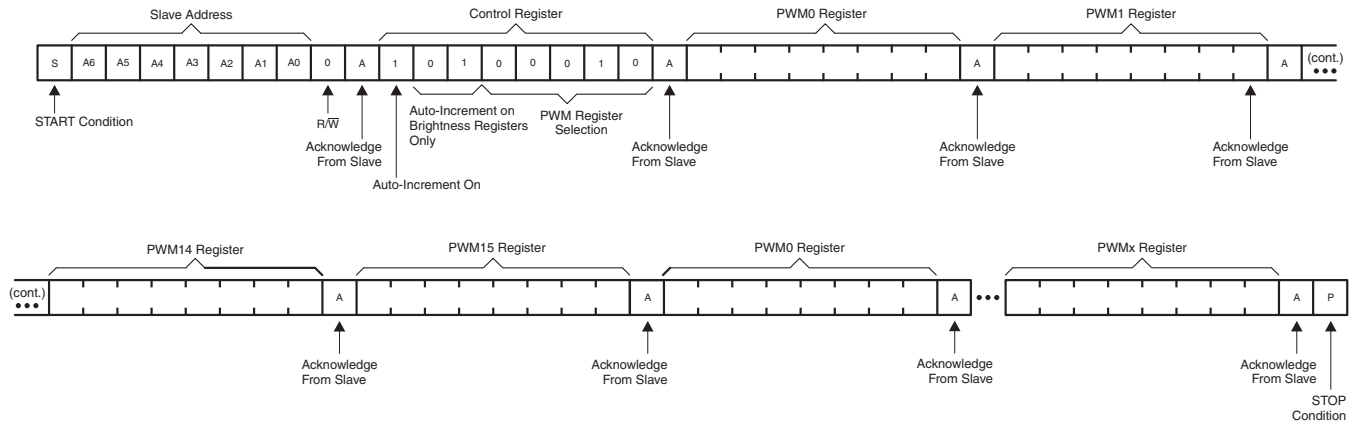 Slave Address
Control Register
PWM0 Register
PWM1 Register
S A6 A5 A4 A3 A2 A1 A0 0 A 1 0 1 0 0 0 1 0 A A A (cont.)
START Condition
R/W
Acknowledge
From Slave
Auto-Increment On
Auto-Increment on
Brightness Registers
Only
PWM Register
Selection
Acknowledge
From Slave
Acknowledge
From Slave
Acknowledge
From Slave
PWM14 Register
PWM15 Register
PWM0 Register
PWMx Register
(cont.) A A A A P
Acknowledge
From Slave
Acknowledge
From Slave
Acknowledge
From Slave
Acknowledge
From Slave
STOP
Condition